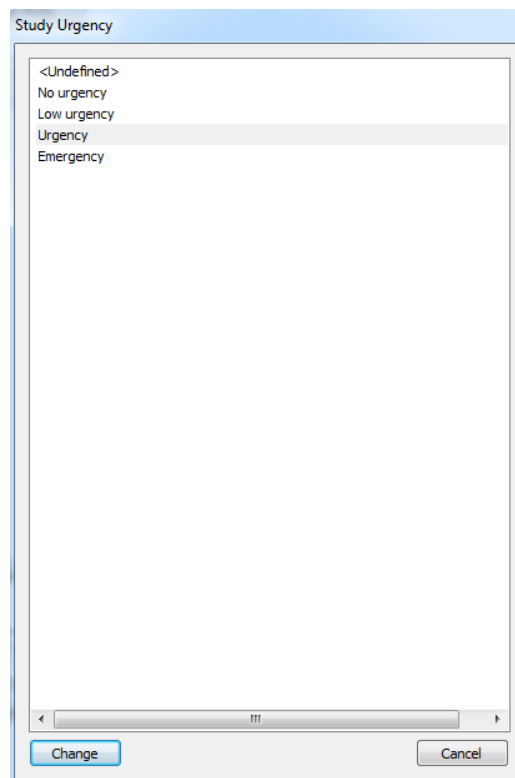 Study Urgency
<Undefined>
No urgency
Low urgency
Urgency
Emergency
Change
Cancel